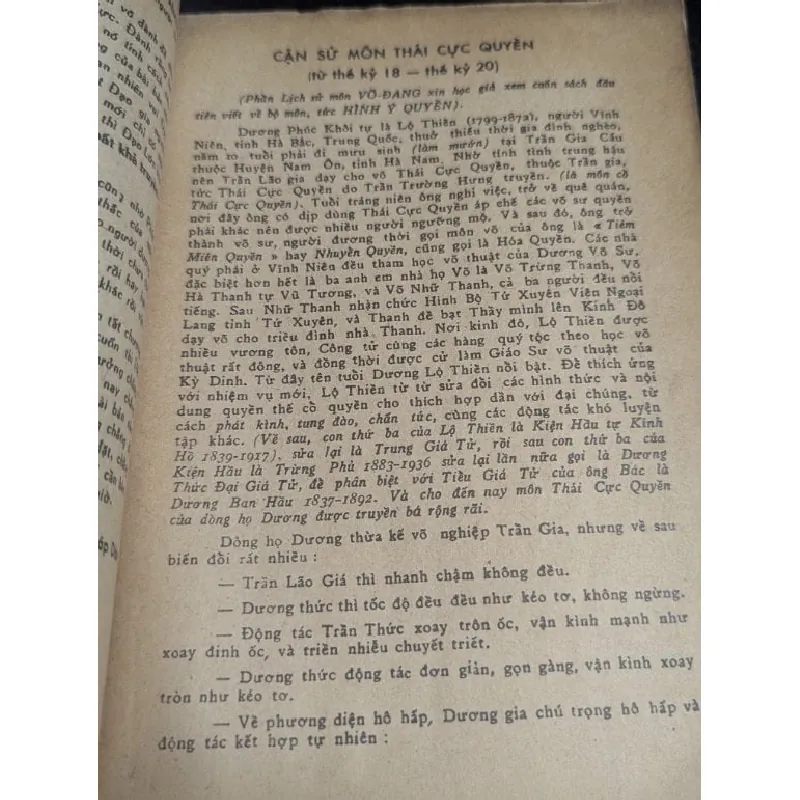 CẬN SỬ MÔN THÁI CỰC QUYỀN
(từ thế kỷ 18 — thế kỷ 20)
(Phần Lịch sử môn VÕ-ĐANG xin học giả xem cuốn sách đầu
tiên viết về bộ môn, tức HÌNH Ý QUYỀN).
Dương Phúc Khôi tự là Lộ Thiền (1799-1872), người Vĩnh
Niên, tỉnh Hà Bắc, Trung Quốc, thuở thiếu thời gia đình nghèo,
năm 10 tuổi phải đi mưu sinh (làm mướn) tại Trần Gia Cấu
thuộc Huyện Nam Ôn, tỉnh Hà Nam. Nhờ tính tình trung hậu
nên Trần Lão gia dạy cho võ Thái Cực Quyền, thuộc Trần gia,
tức Thái Cực Quyền do Trần Trường Hưng truyền. (là môn cổ
Thái Cực Quyền). Tuổi tráng niên ông nghỉ việc, trở về quê quán,
nơi đây ông có dịp dùng Thái Cực Quyền áp chế các võ sư quyền
phái khác nên được nhiều người ngưỡng mộ. Và sau đó, ông trở
thành võ sư, người đương thời gọi môn võ của ông là « Tiềm
Miên Quyền » hay Nhuyễn Quyền, cũng gọi là Hóa Quyền. Các nhà
quý phái ở Vĩnh Niên đều tham học võ thuật của Dương Võ Sư,
đặc biệt hơn hết là ba anh em nhà họ Võ là Võ Trừng Thanh, Võ
Hà Thanh tự Vũ Tương, và Võ Nhữ Thanh, cả ba người đều nổi
tiếng. Sau Nhữ Thanh nhận chức Hình Bộ Tứ Xuyên Viên Ngoại
Lang tỉnh Tứ Xuyên, và Thanh đề bạt Thầy mình lên Kinh Đô
dạy võ cho triều đình nhà Thanh. Nơi kinh đô, Lộ Thiền được
nhiều vương tôn, Công tử cùng các hàng quý tộc theo học võ
thuật rất đông, và đồng thời được cử làm Giáo Sư võ thuật của
Kỳ Dinh. Từ đây tên tuổi Dương Lộ Thiền nổi bật. Để thích ứng
với nhiệm vụ mới, Lộ Thiền từ từ sửa đổi các hình thức và nội
dung quyền thế cổ quyền cho thích hợp dần với đại chúng, từ
cách phát kình, tung đào, chấn tức, cùng các động tác khó luyện
tập khác. (Về sau, con thứ ba của Lộ Thiền là Kiện Hầu tự Kinh
Hồ 1839-1917), sửa lại là Trung Giá Tử, rồi sau con thứ ba của
Kiện Hầu là Trừng Phủ 1883-1936 sửa lại lần nữa gọi là Dương
Thức Đại Giá Tử, để phân biệt với Tiểu Giá Tử của ông Bác là
Dương Ban Hầu 1837-1892. Và cho đến nay môn Thái Cực Quyền
của dòng họ Dương được truyền bá rộng rãi.
Dòng họ Dương thừa kế võ nghiệp Trần Gia, nhưng về sau
biến đổi rất nhiều :
— Trần Lão Giá thì nhanh chậm không đều.
— Dương thức thì tốc độ đều đều như kéo tơ, không ngừng.
— Động tác Trần Thức xoay trôn ốc, vận kình mạnh như
xoay đinh ốc, và triền nhiễu chuyết triết.
— Dương thức động tác đơn giản, gọn gàng, vận kình xoay
tròn như kéo tơ.
— Về phương diện hô hấp, Dương gia chú trọng hô hấp và
động tác kết hợp tự nhiên :